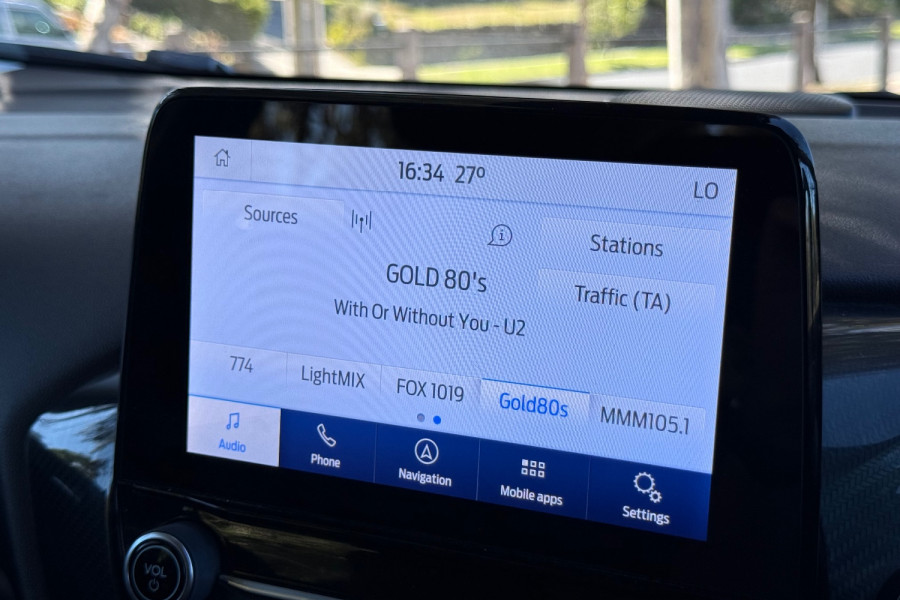 16:34 27º
LO
Sources
Stations
GOLD 80's
Traffic (TA)
With Or Without You - U2
774
LightMIX
FOX 1019
Gold80s
MMM105.1
Audio
Phone
Navigation
Mobile apps
Settings
VOL